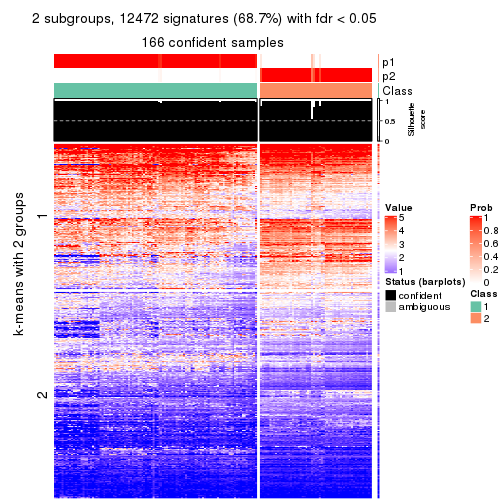 2 subgroups, 12472 signatures (68.7%) with fdr < 0.05
166 confident samples
p1
p2
Class
1
0.5
0
Silhouette
score
k-means with 2 groups
1
2
Value
5
4
3
2
1
Status (barplots)
confident
ambiguous
Prob
1
0.8
0.6
0.4
0.2
0
Class
1
2